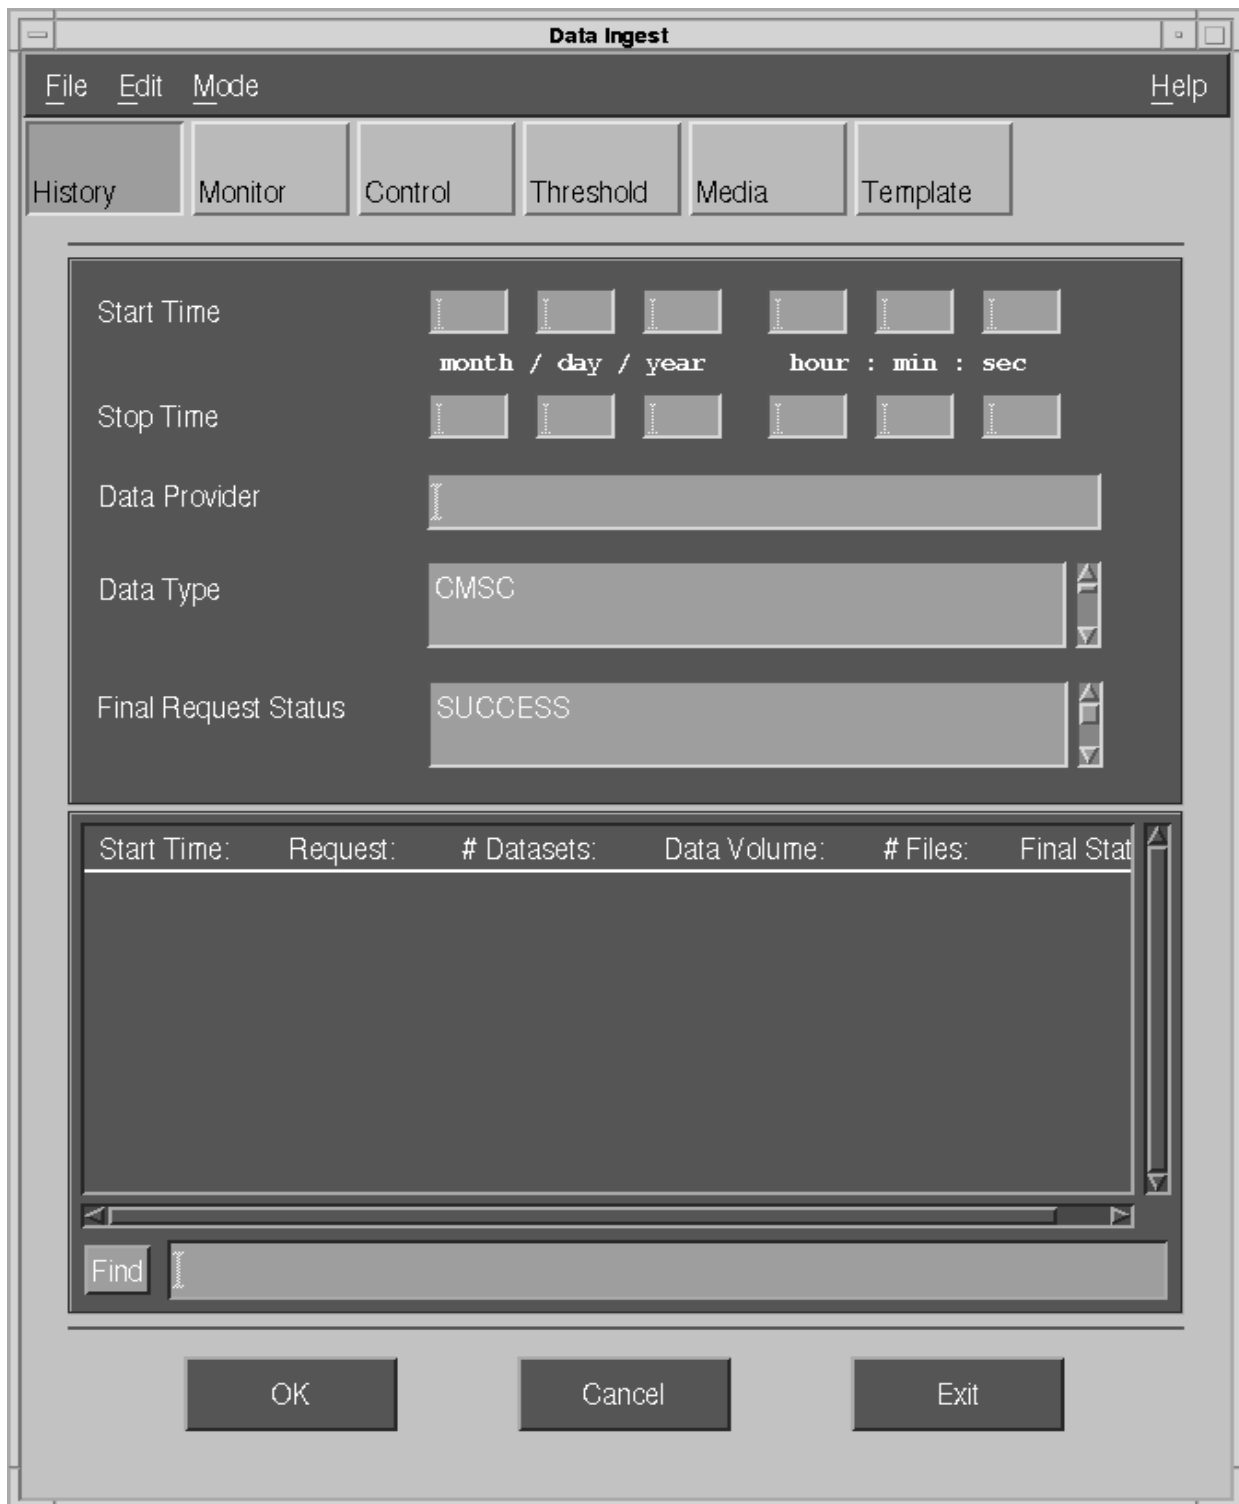 Data Ingest
File Edit Mode Help
History Monitor Control Threshold Media Template
Start Time
month / day / year hour : min : sec
Stop Time
Data Provider
Data Type CMSC
Final Request Status SUCCESS
Start Time: Request: # Datasets: Data Volume: # Files: Final Stat
Find
OK Cancel Exit